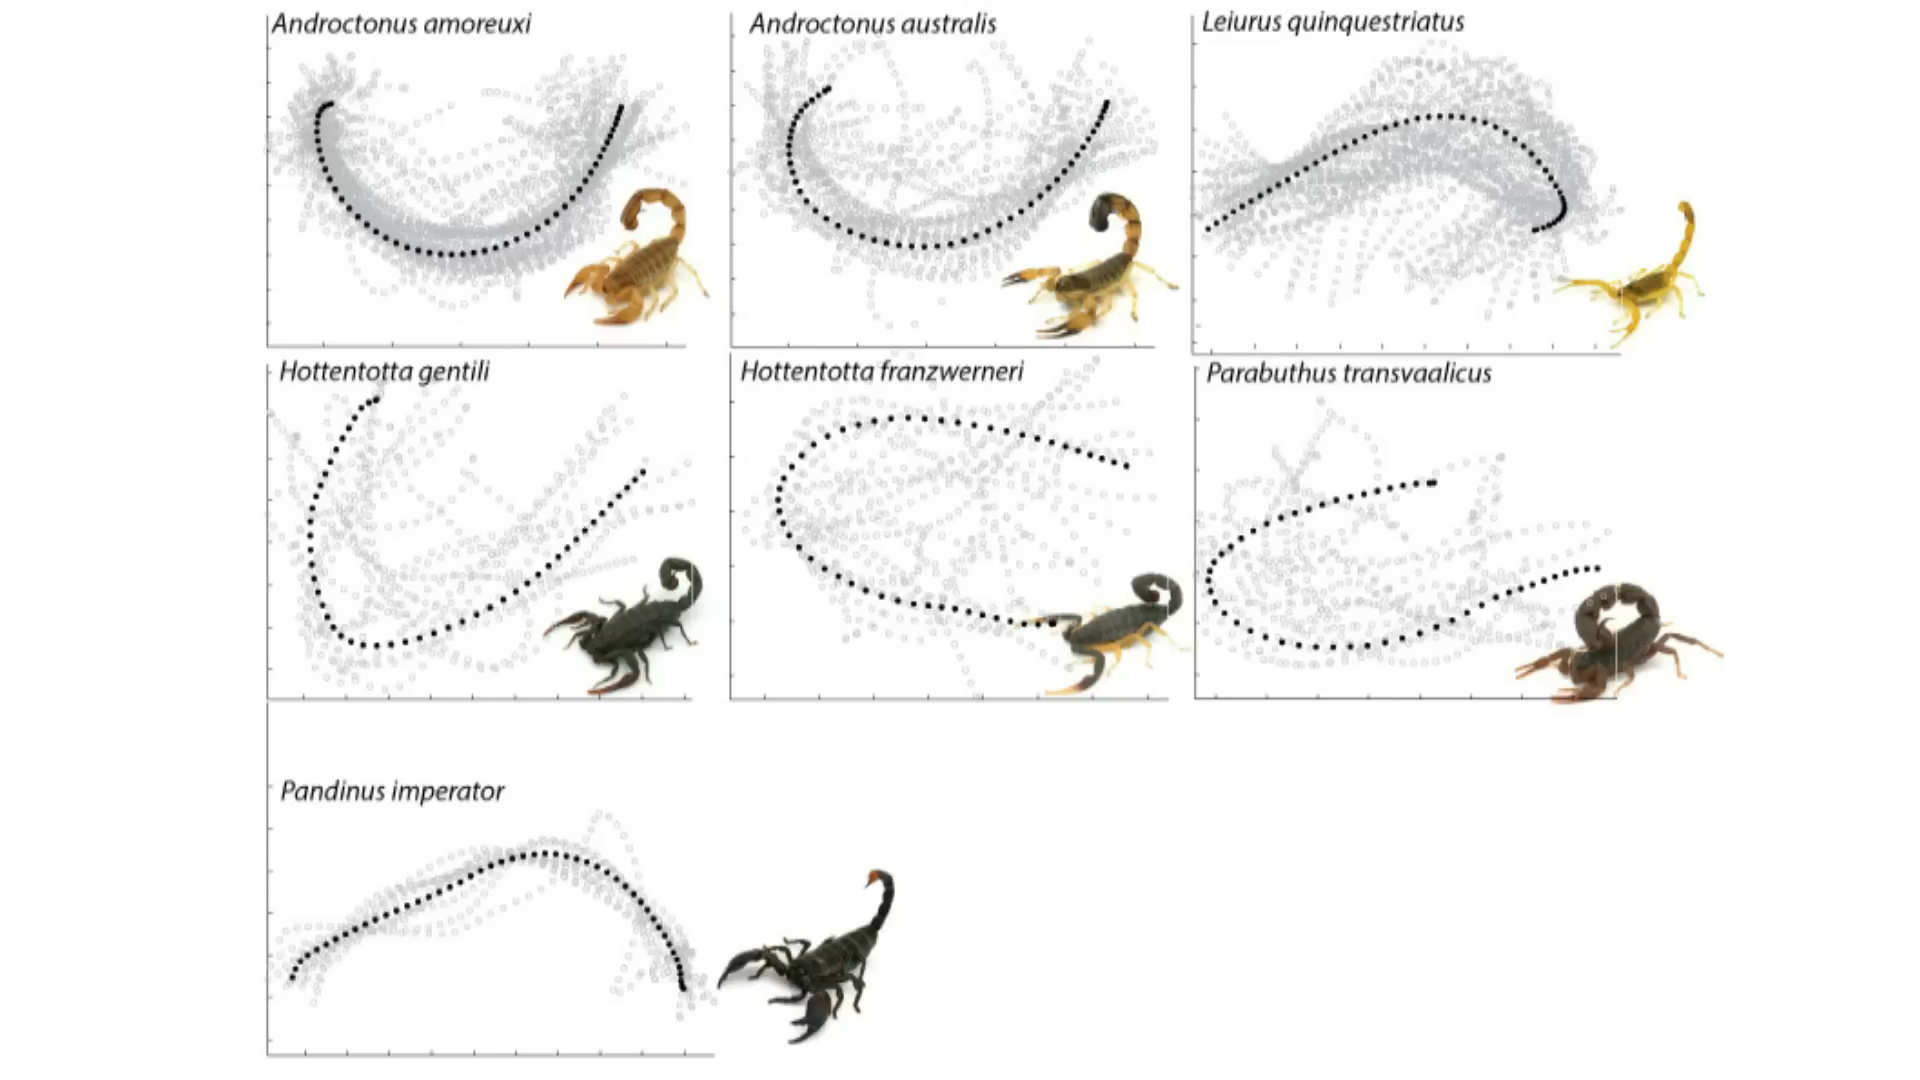 Androctonus amoreuxi
Androctonus australis
Leiurus quinquestriatus
Hottentotta gentili
Hottentotta franzwerneri
Parabuthus transvaalicus
Pandinus imperator